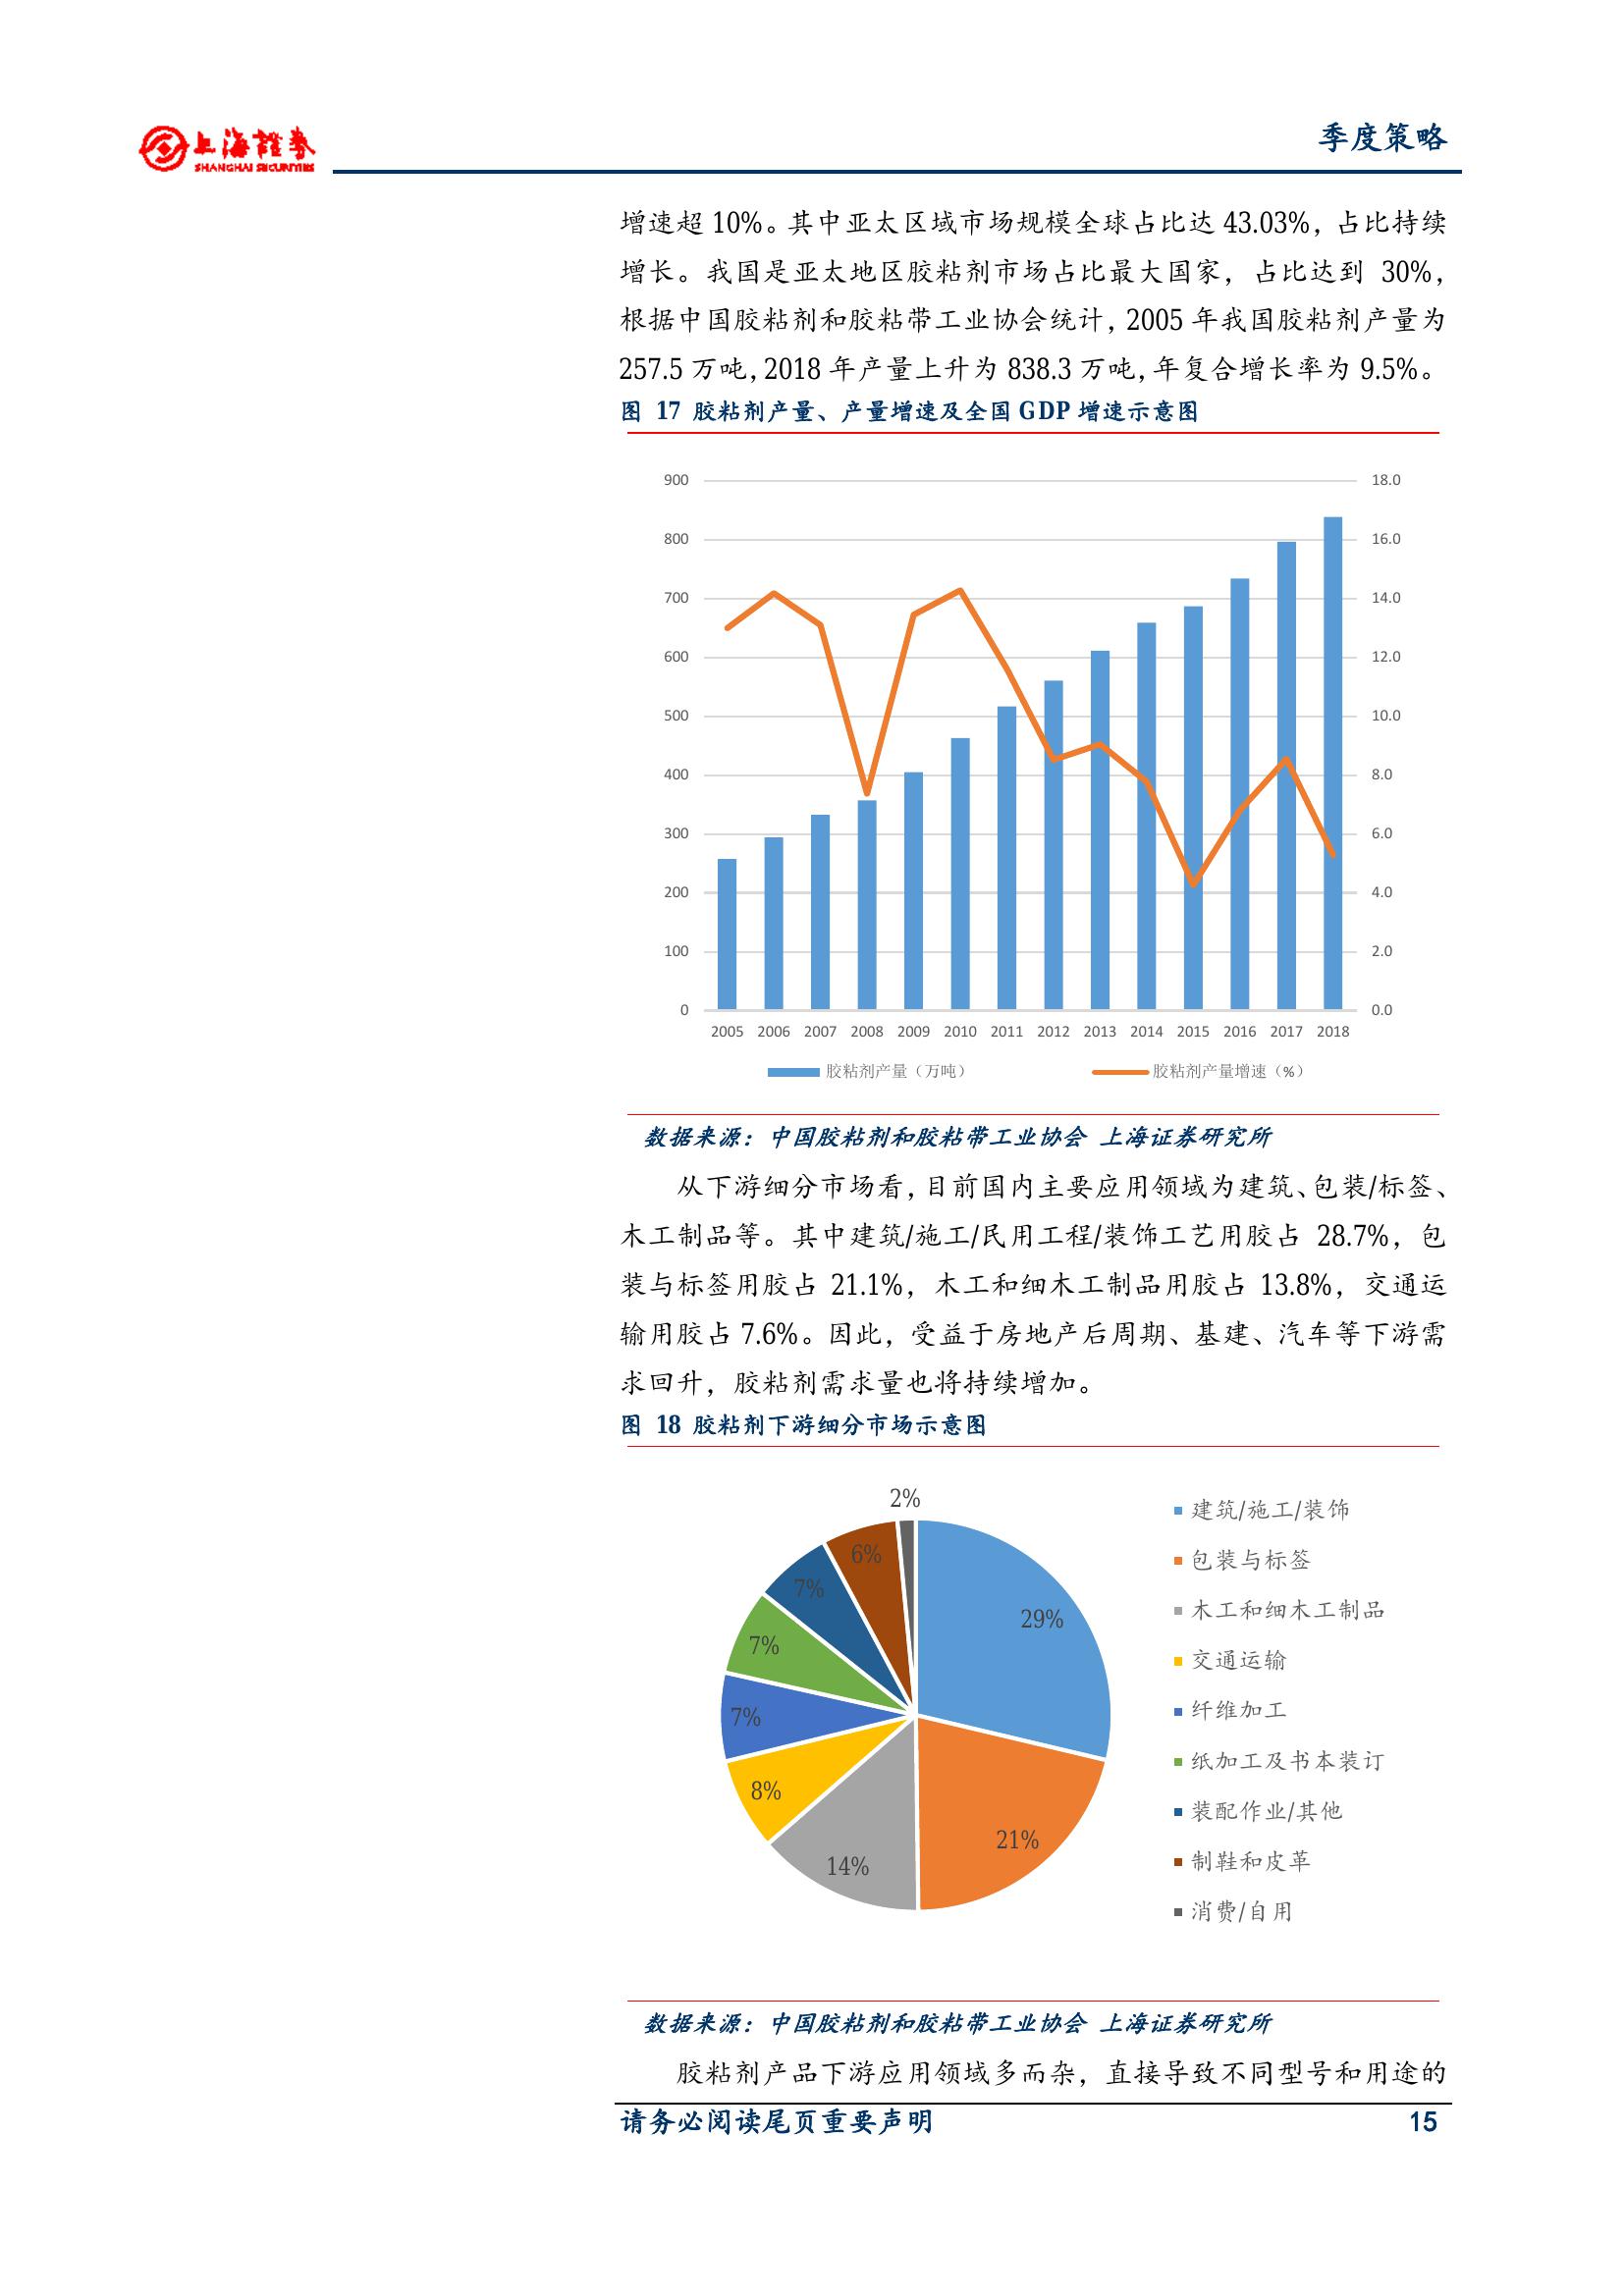 上海證券
SHANGHAI SECURITIES
季度策略
增速超 10%。其中亚太区域市场规模全球占比达 43.03%，占比持续
增长。我国是亚太地区胶粘剂市场占比最大国家，占比达到 30%，
根据中国胶粘剂和胶粘带工业协会统计，2005 年我国胶粘剂产量为
257.5 万吨，2018 年产量上升为 838.3 万吨，年复合增长率为 9.5%。
图 17 胶粘剂产量、产量增速及全国 GDP 增速示意图
900 18.0
800 16.0
700 14.0
600 12.0
500 10.0
400 8.0
300 6.0
200 4.0
100 2.0
0 0.0
2005 2006 2007 2008 2009 2010 2011 2012 2013 2014 2015 2016 2017 2018
胶粘剂产量（万吨） 胶粘剂产量增速（%）
数据来源：中国胶粘剂和胶粘带工业协会 上海证券研究所
从下游细分市场看，目前国内主要应用领域为建筑、包装/标签、
木工制品等。其中建筑/施工/民用工程/装饰工艺用胶占 28.7%，包
装与标签用胶占 21.1%，木工和细木工制品用胶占 13.8%，交通运
输用胶占 7.6%。因此，受益于房地产后周期、基建、汽车等下游需
求回升，胶粘剂需求量也将持续增加。
图 18 胶粘剂下游细分市场示意图
29%
21%
14%
8%
7%
7%
7%
6%
2%
建筑/施工/装饰
包装与标签
木工和细木工制品
交通运输
纤维加工
纸加工及书本装订
装配作业/其他
制鞋和皮革
消费/自用
数据来源：中国胶粘剂和胶粘带工业协会 上海证券研究所
胶粘剂产品下游应用领域多而杂，直接导致不同型号和用途的
请务必阅读尾页重要声明 15